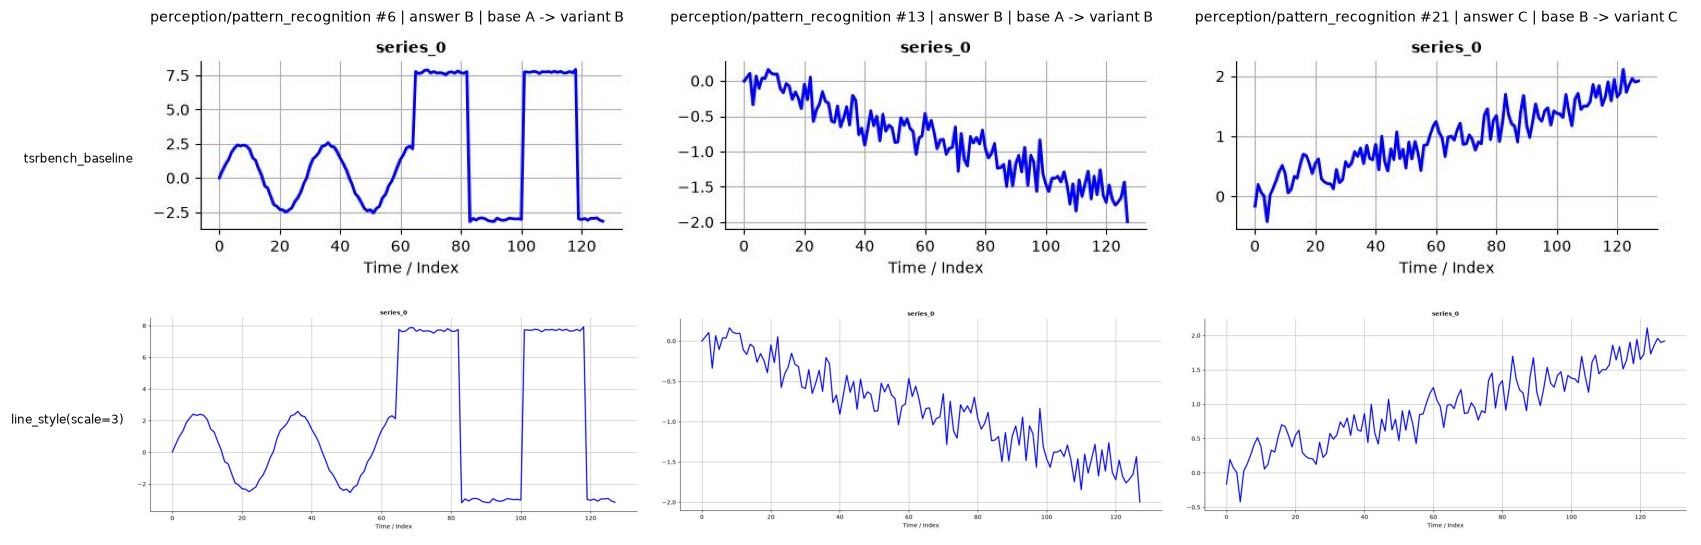 perception/pattern_recognition #6 | answer B | base A -> variant B
perception/pattern_recognition #13 | answer B | base A -> variant B
perception/pattern_recognition #21 | answer C | base B -> variant C
tsrbench_baseline
series_0
7.5
5.0
2.5
0.0
−2.5
0 20 40 60 80 100 120
Time / Index
series_0
0.0
−0.5
−1.0
−1.5
−2.0
0 20 40 60 80 100 120
Time / Index
series_0
2
1
0
0 20 40 60 80 100 120
Time / Index
line_style(scale=3)
series_0
8
6
4
2
0
−2
0 20 40 60 80 100 120
Time / Index
series_0
0.0
−0.5
−1.0
−1.5
−2.0
0 20 40 60 80 100 120
Time / Index
series_0
2.0
1.5
1.0
0.5
0.0
−0.5
0 20 40 60 80 100 120
Time / Index